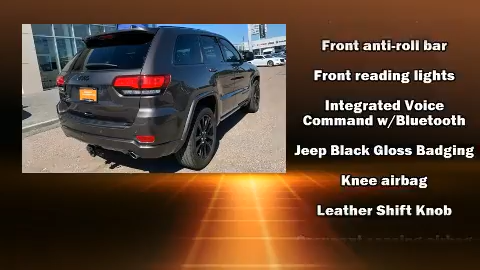 Front anti-roll bar
Front reading lights
Integrated Voice
Command w/Bluetooth
Jeep Black Gloss Badging
Knee airbag
Leather Shift Knob